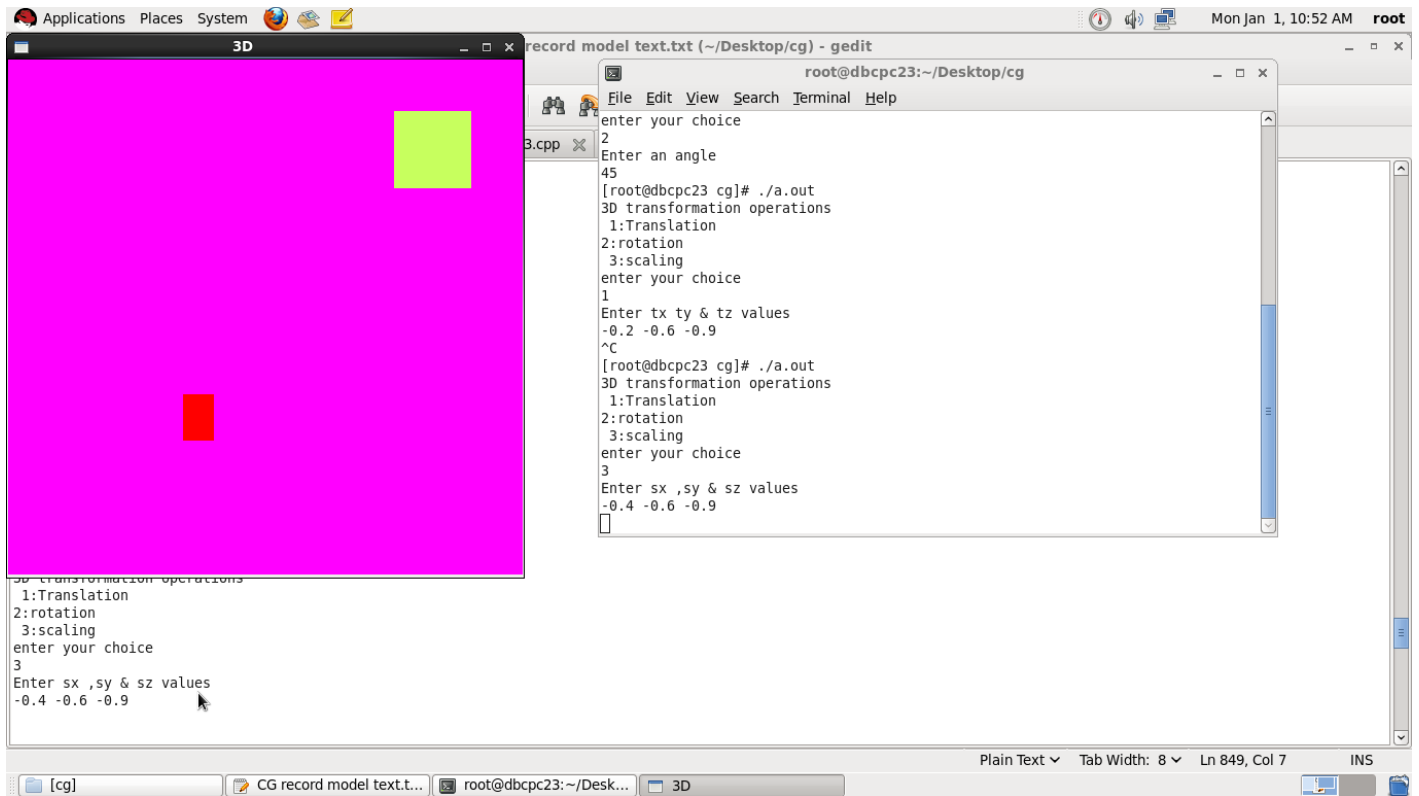 Applications Places System Mon Jan 1, 10:52 AM root
3D
record model text.txt (~/Desktop/cg) - gedit
3.cpp
root@dbcpc23:~/Desktop/cg
File Edit View Search Terminal Help
enter your choice
2
Enter an angle
45
[root@dbcpc23 cg]# ./a.out
3D transformation operations
1:Translation
2:rotation
3:scaling
enter your choice
1
Enter tx ty & tz values
-0.2 -0.6 -0.9
^C
[root@dbcpc23 cg]# ./a.out
3D transformation operations
1:Translation
2:rotation
3:scaling
enter your choice
3
Enter sx ,sy & sz values
-0.4 -0.6 -0.9
3D transformation operations
1:Translation
2:rotation
3:scaling
enter your choice
3
Enter sx ,sy & sz values
-0.4 -0.6 -0.9
Plain Text Tab Width: 8 Ln 849, Col 7 INS
[cg] CG record model text.t... root@dbcpc23:~/Desk... 3D